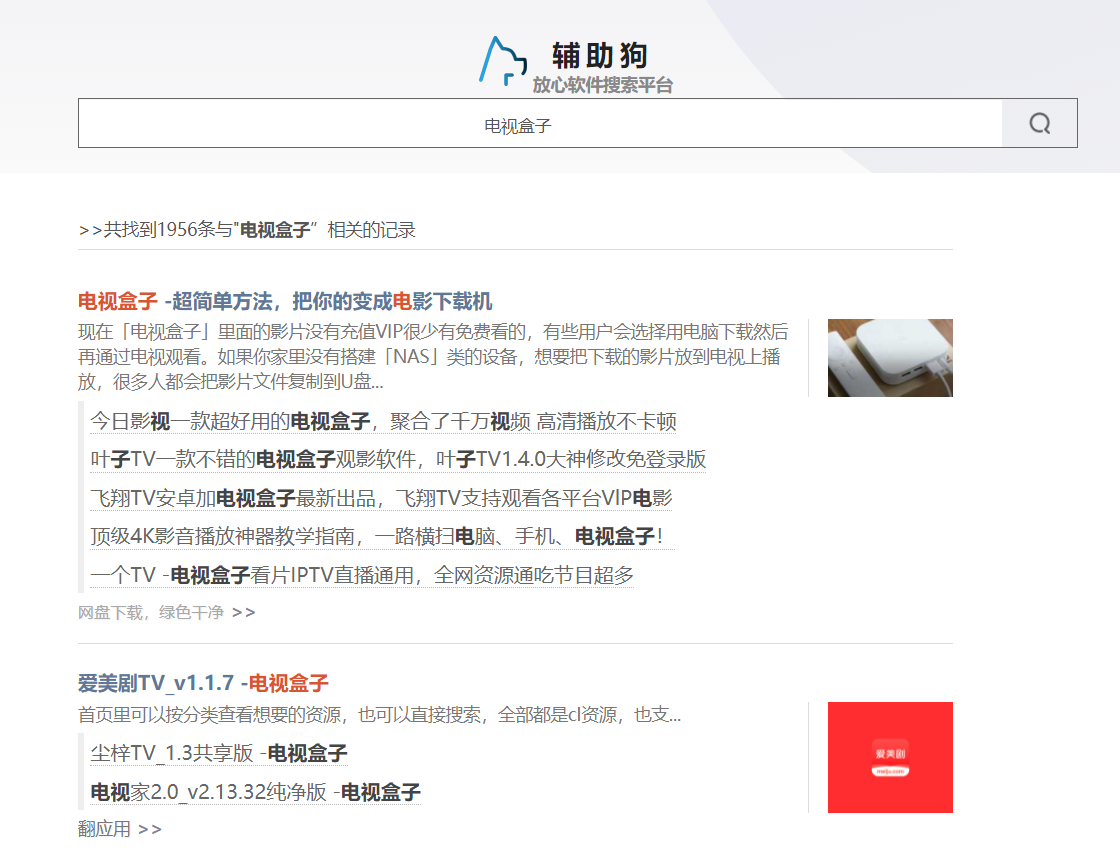 辅助狗
放心软件搜索平台
电视盒子
>>共找到1956条与"电视盒子” 相关的记录
电视盒子 -超简单方法，把你的变成电影下载机
现在「电视盒子」里面的影片没有充值VIP很少有免费看的，有些用户会选择用电脑下载然后
再通过电视观看。如果你家里没有搭建「NAS」类的设备，想要把下载的影片放到电视上播
放，很多人都会把影片文件复制到U盘...
今日影视一款超好用的电视盒子，聚合了千万视频 高清播放不卡顿
叶子TV一款不错的电视盒子观影软件，叶子TV1.4.0大神修改免登录版
飞翔TV安卓加电视盒子最新出品，飞翔TV支持观看各平台VIP电影
顶级4K影音播放神器教学指南，一路横扫电脑、手机、电视盒子！
一个TV -电视盒子看片IPTV直播通用，全网资源通吃节目超多
网盘下载，绿色干净 >>
爱美剧TV_v1.1.7 -电视盒子
首页里可以按分类查看想要的资源，也可以直接搜索，全部都是cl资源，也支...
爱美剧
meiju.com
尘梓TV_1.3共享版 -电视盒子
电视家2.0_v2.13.32纯净版 -电视盒子
翻应用 >>